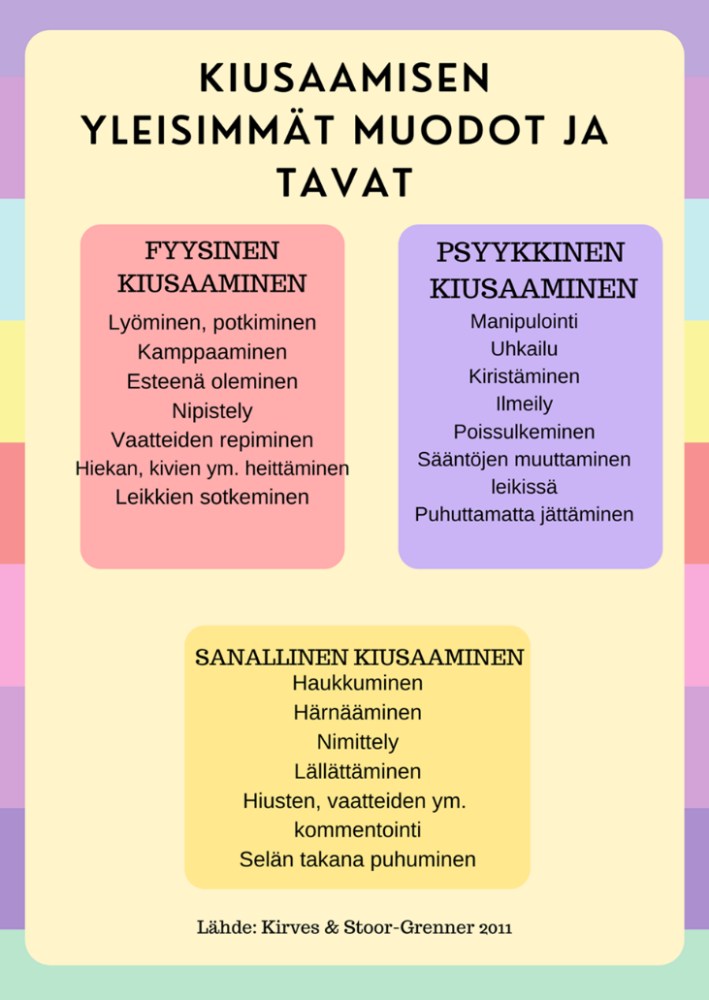 KIUSAAMISEN
YLEISIMMÄT MUODOT JA
TAVAT
FYYSINEN
KIUSAAMINEN
Lyöminen, potkiminen
Kamppaaminen
Esteenä oleminen
Nipistely
Vaatteiden repiminen
Hiekan, kivien ym. heittäminen
Leikkien sotkeminen
PSYYKKINEN
KIUSAAMINEN
Manipulointi
Uhkailu
Kiristäminen
Ilmeily
Poissulkeminen
Sääntöjen muuttaminen
leikissä
Puhuttamatta jättäminen
SANALLINEN KIUSAAMINEN
Haukkuminen
Härnääminen
Nimittely
Lällättäminen
Hiusten, vaatteiden ym.
kommentointi
Selän takana puhuminen
Lähde: Kirves & Stoor-Grenner 2011